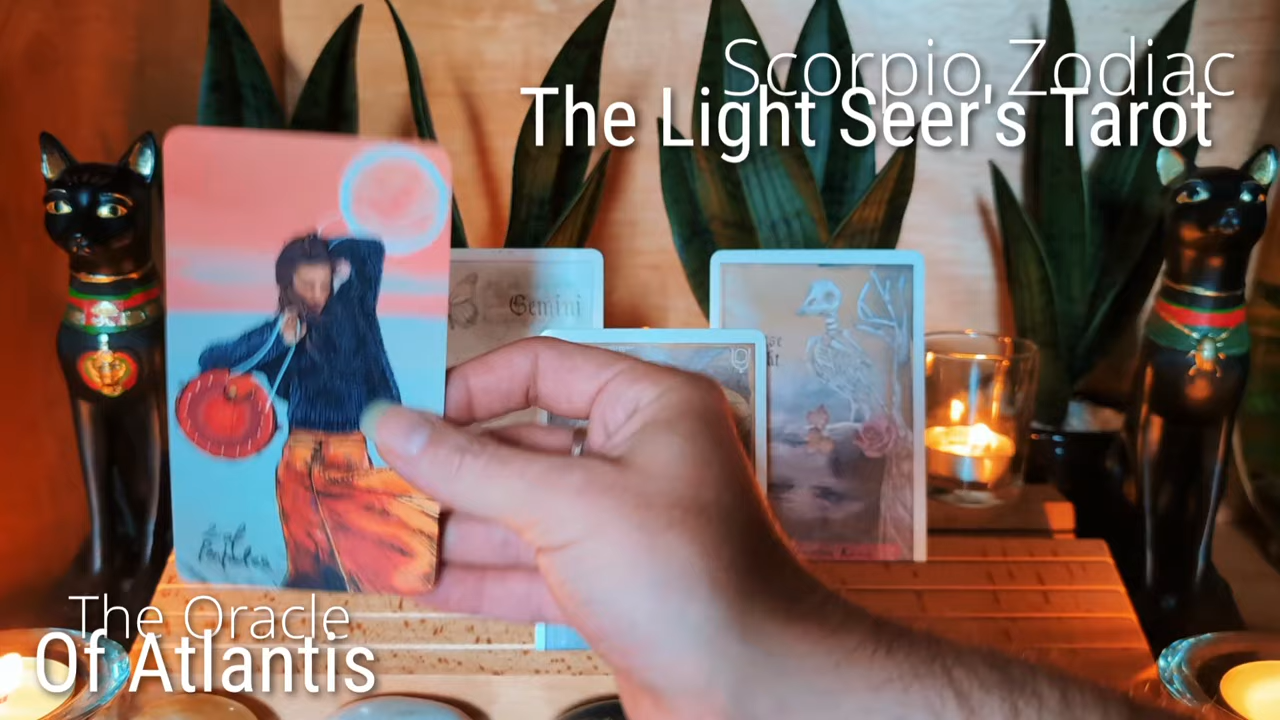 Scorpio Zodiac
The Light Seer's Tarot
Gemini
The Oracle
Of Atlantis